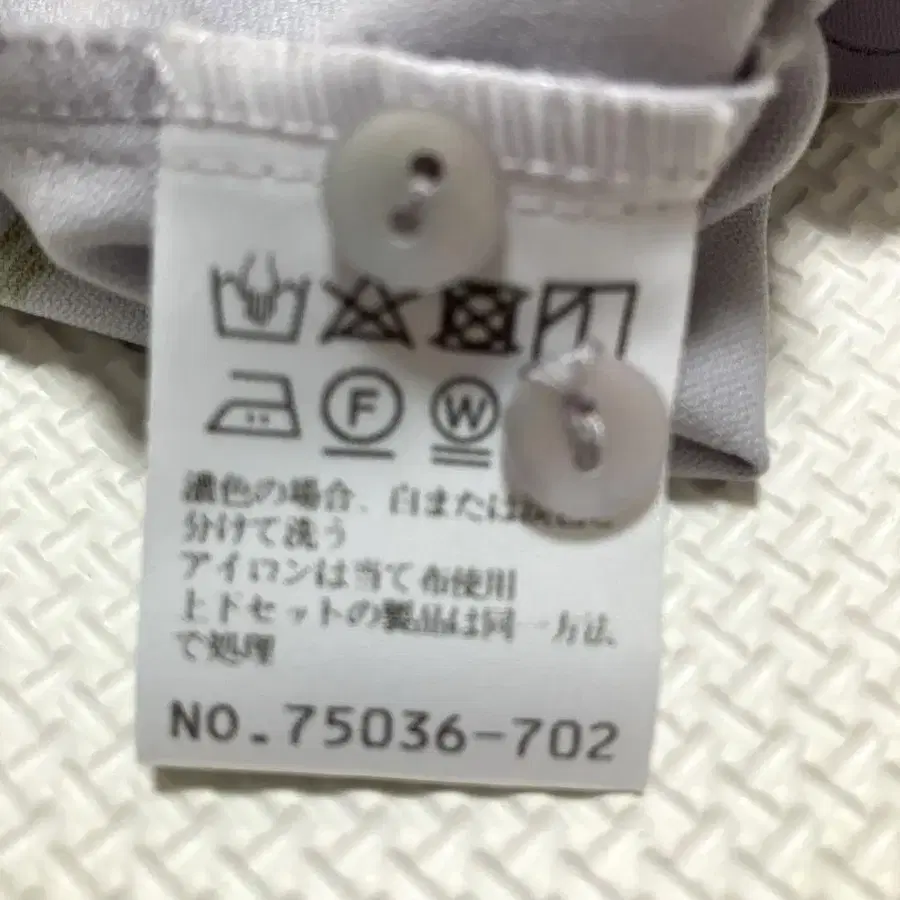 F W
濃色の場合、白または
分けて洗う
アイロンは当て布使用
上下セットの製品は同一方法
で処理
NO.75036-702